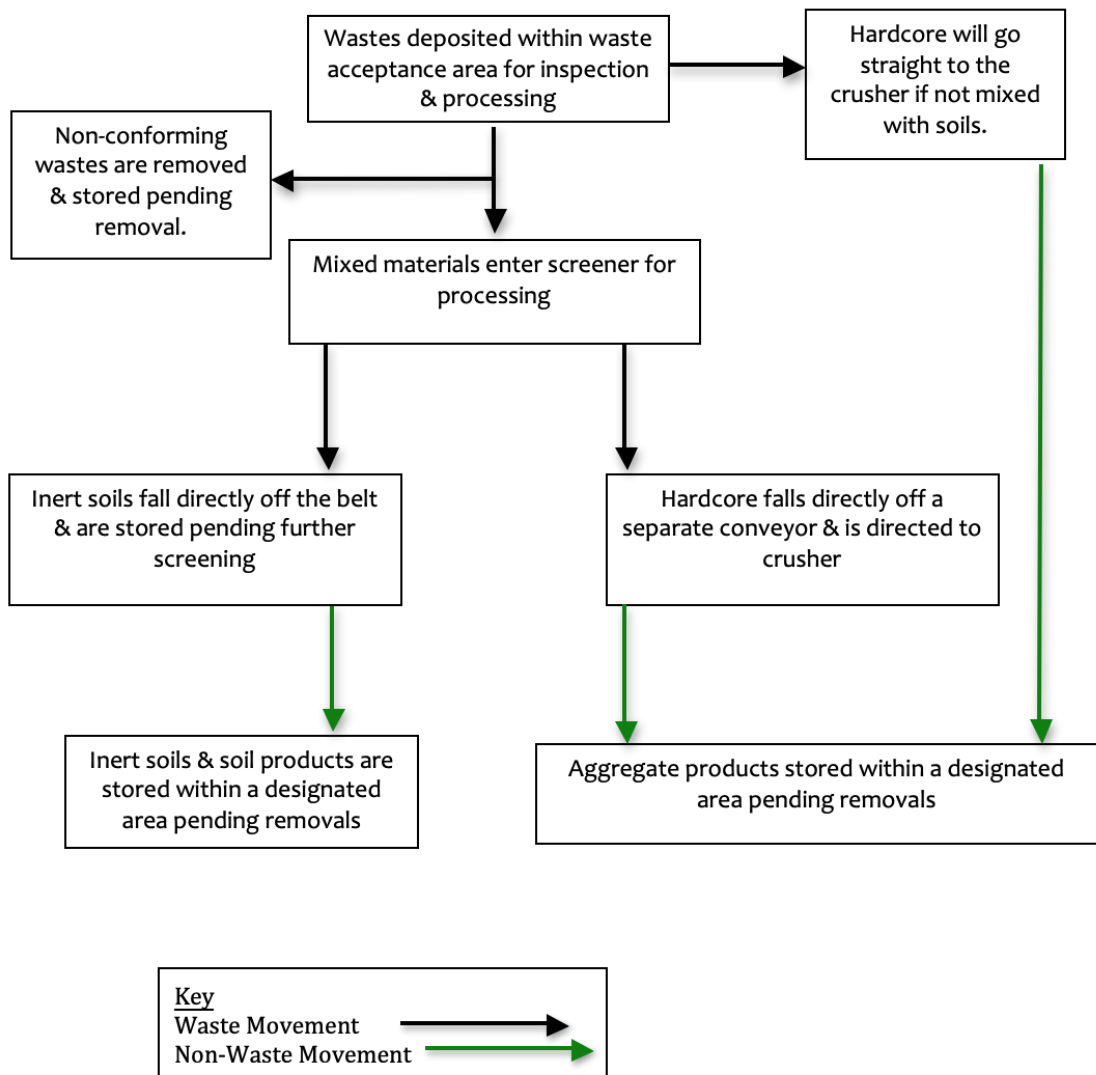 Wastes deposited within waste
acceptance area for inspection
& processing
Hardcore will go
straight to the
crusher if not mixed
with soils.
Non-conforming
wastes are removed
& stored pending
removal.
Mixed materials enter screener for
processing
Inert soils fall directly off the belt
& are stored pending further
screening
Hardcore falls directly off a
separate conveyor & is directed to
crusher
Inert soils & soil products are
stored within a designated
area pending removals
Aggregate products stored within a designated
area pending removals
Key
Waste Movement
Non-Waste Movement